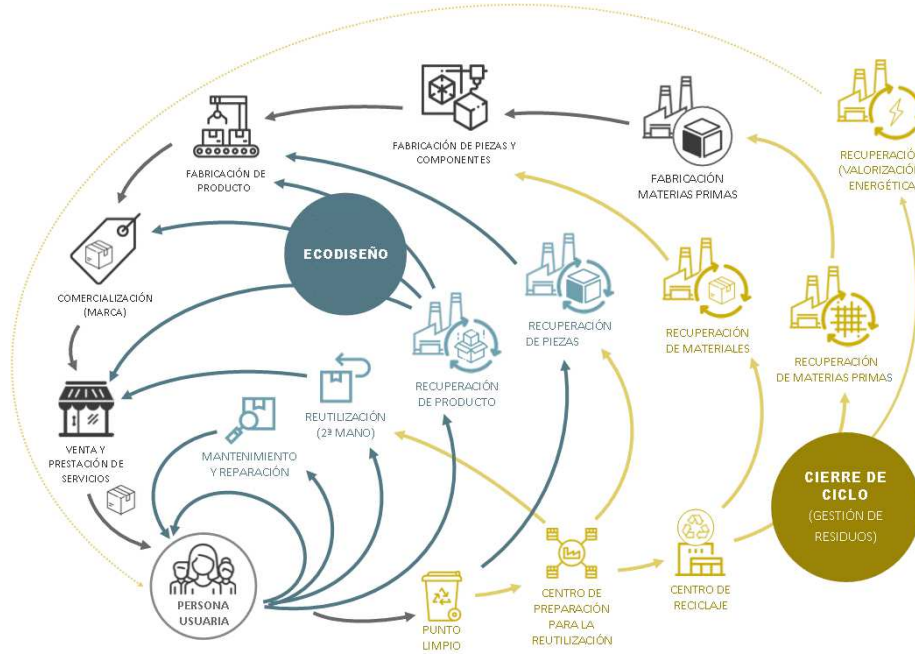 FABRICACIÓN DE PIEZAS Y
COMPONENTES
FABRICACIÓN DE
PRODUCTO
FABRICACIÓN
MATERIAS PRIMAS
RECUPERACIÓN
(VALORIZACIÓN
ENERGÉTICA
ECODISEÑO
COMERCIALIZACIÓN
(MARCA)
RECUPERACIÓN
DE PIEZAS
RECUPERACIÓN
DE MATERIALES
RECUPERACIÓN
DE MATERIAS PRIMAS
RECUPERACIÓN
DE PRODUCTO
REUTILIZACIÓN
(2ª MANO)
VENTA Y
PRESTACIÓN DE
SERVICIOS
MANTENIMIENTO
Y REPARACIÓN
CIERRE DE
CICLO
(GESTIÓN DE
RESIDUOS)
PERSONA
USUARIA
PUNTO
LIMPIO
CENTRO DE
PREPARACIÓN
PARA LA
REUTILIZACIÓN
CENTRO DE
RECICLAJE